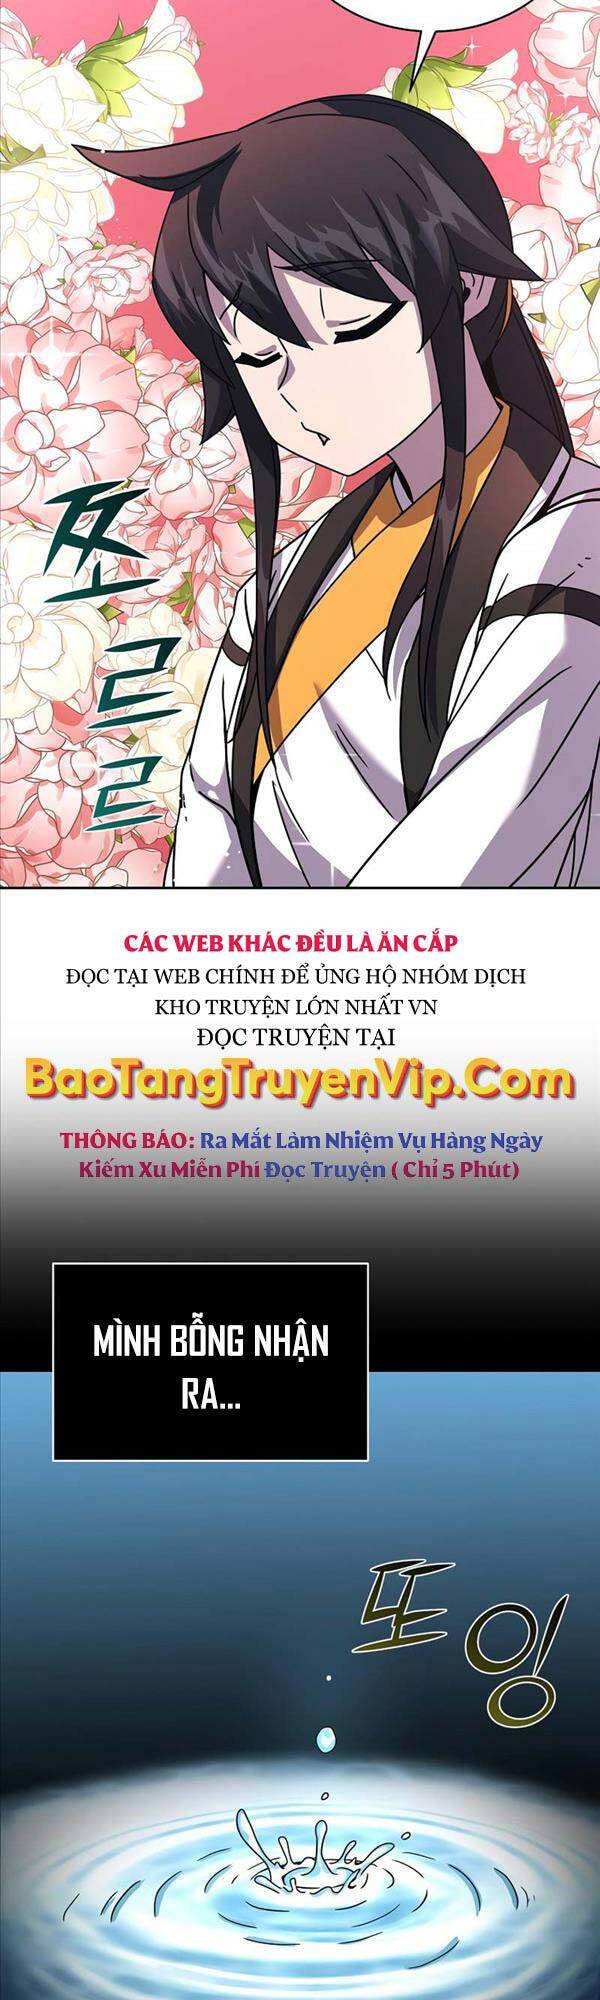 쪼르르
CÁC WEB KHÁC ĐỀU LÀ ĂN CẮP
ĐỌC TẠI WEB CHÍNH ĐỂ ỦNG HỘ NHÓM DỊCH
KHO TRUYỆN LỚN NHẤT VN
ĐỌC TRUYỆN TẠI
BaoTangTruyenVip.Com
THÔNG BÁO: Ra Mắt Làm Nhiệm Vụ Hàng Ngày
Kiếm Xu Miễn Phí Đọc Truyện ( Chỉ 5 Phút)
MÌNH BỖNG NHẬN
RA...
또잉